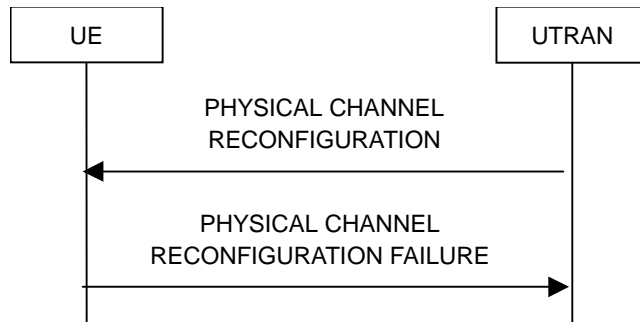 UE
UTRAN
PHYSICAL CHANNEL
RECONFIGURATION
PHYSICAL CHANNEL
RECONFIGURATION FAILURE